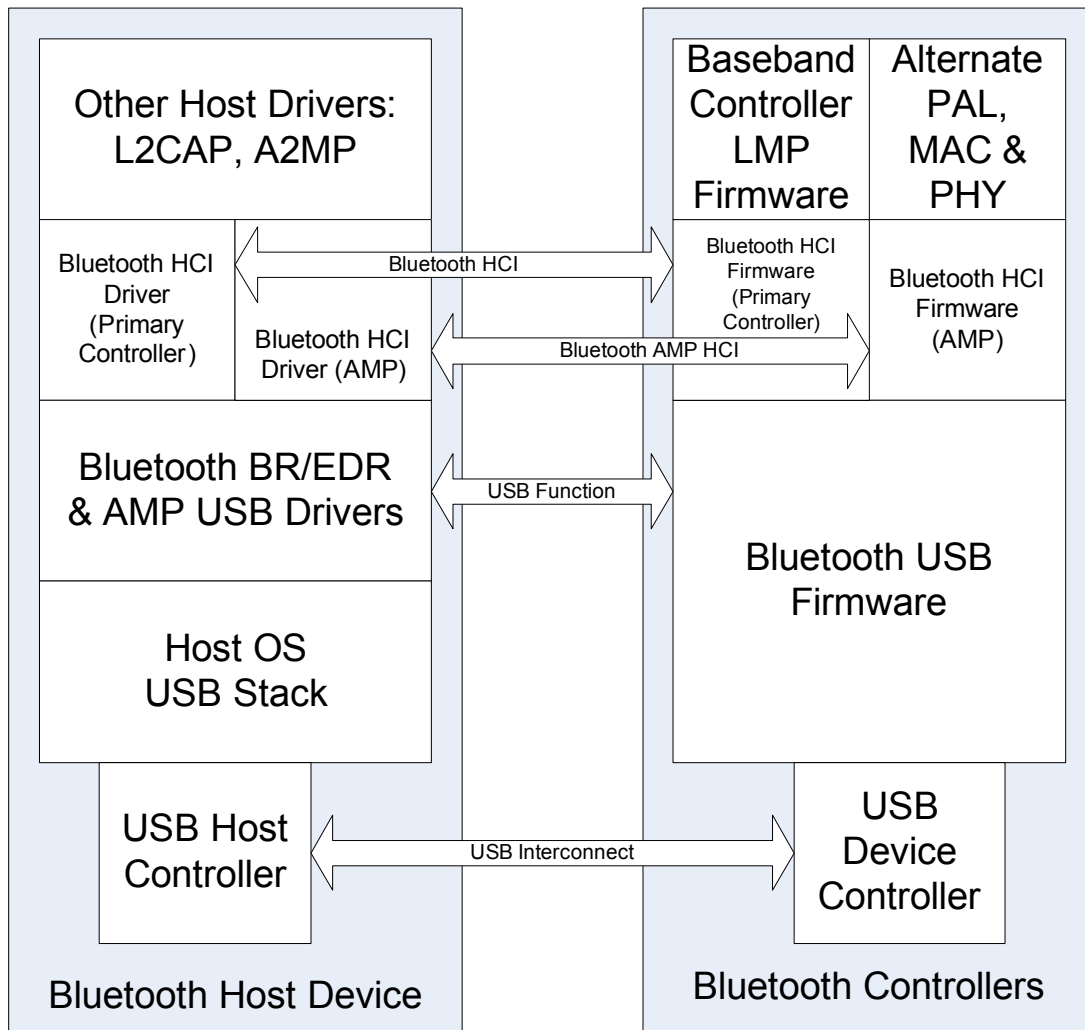 Other Host Drivers:
L2CAP, A2MP
Baseband
Controller
LMP
Firmware
Alternate
PAL,
MAC &
PHY
Bluetooth HCI
Driver
(Primary
Controller)
Bluetooth HCI
Driver (AMP)
Bluetooth HCI
Bluetooth HCI
Firmware
(Primary
Controller)
Bluetooth HCI
Firmware
(AMP)
Bluetooth AMP HCI
Bluetooth BR/EDR
& AMP USB Drivers
USB Function
Bluetooth USB
Firmware
Host OS
USB Stack
USB Host
Controller
USB Interconnect
USB
Device
Controller
Bluetooth Host Device
Bluetooth Controllers